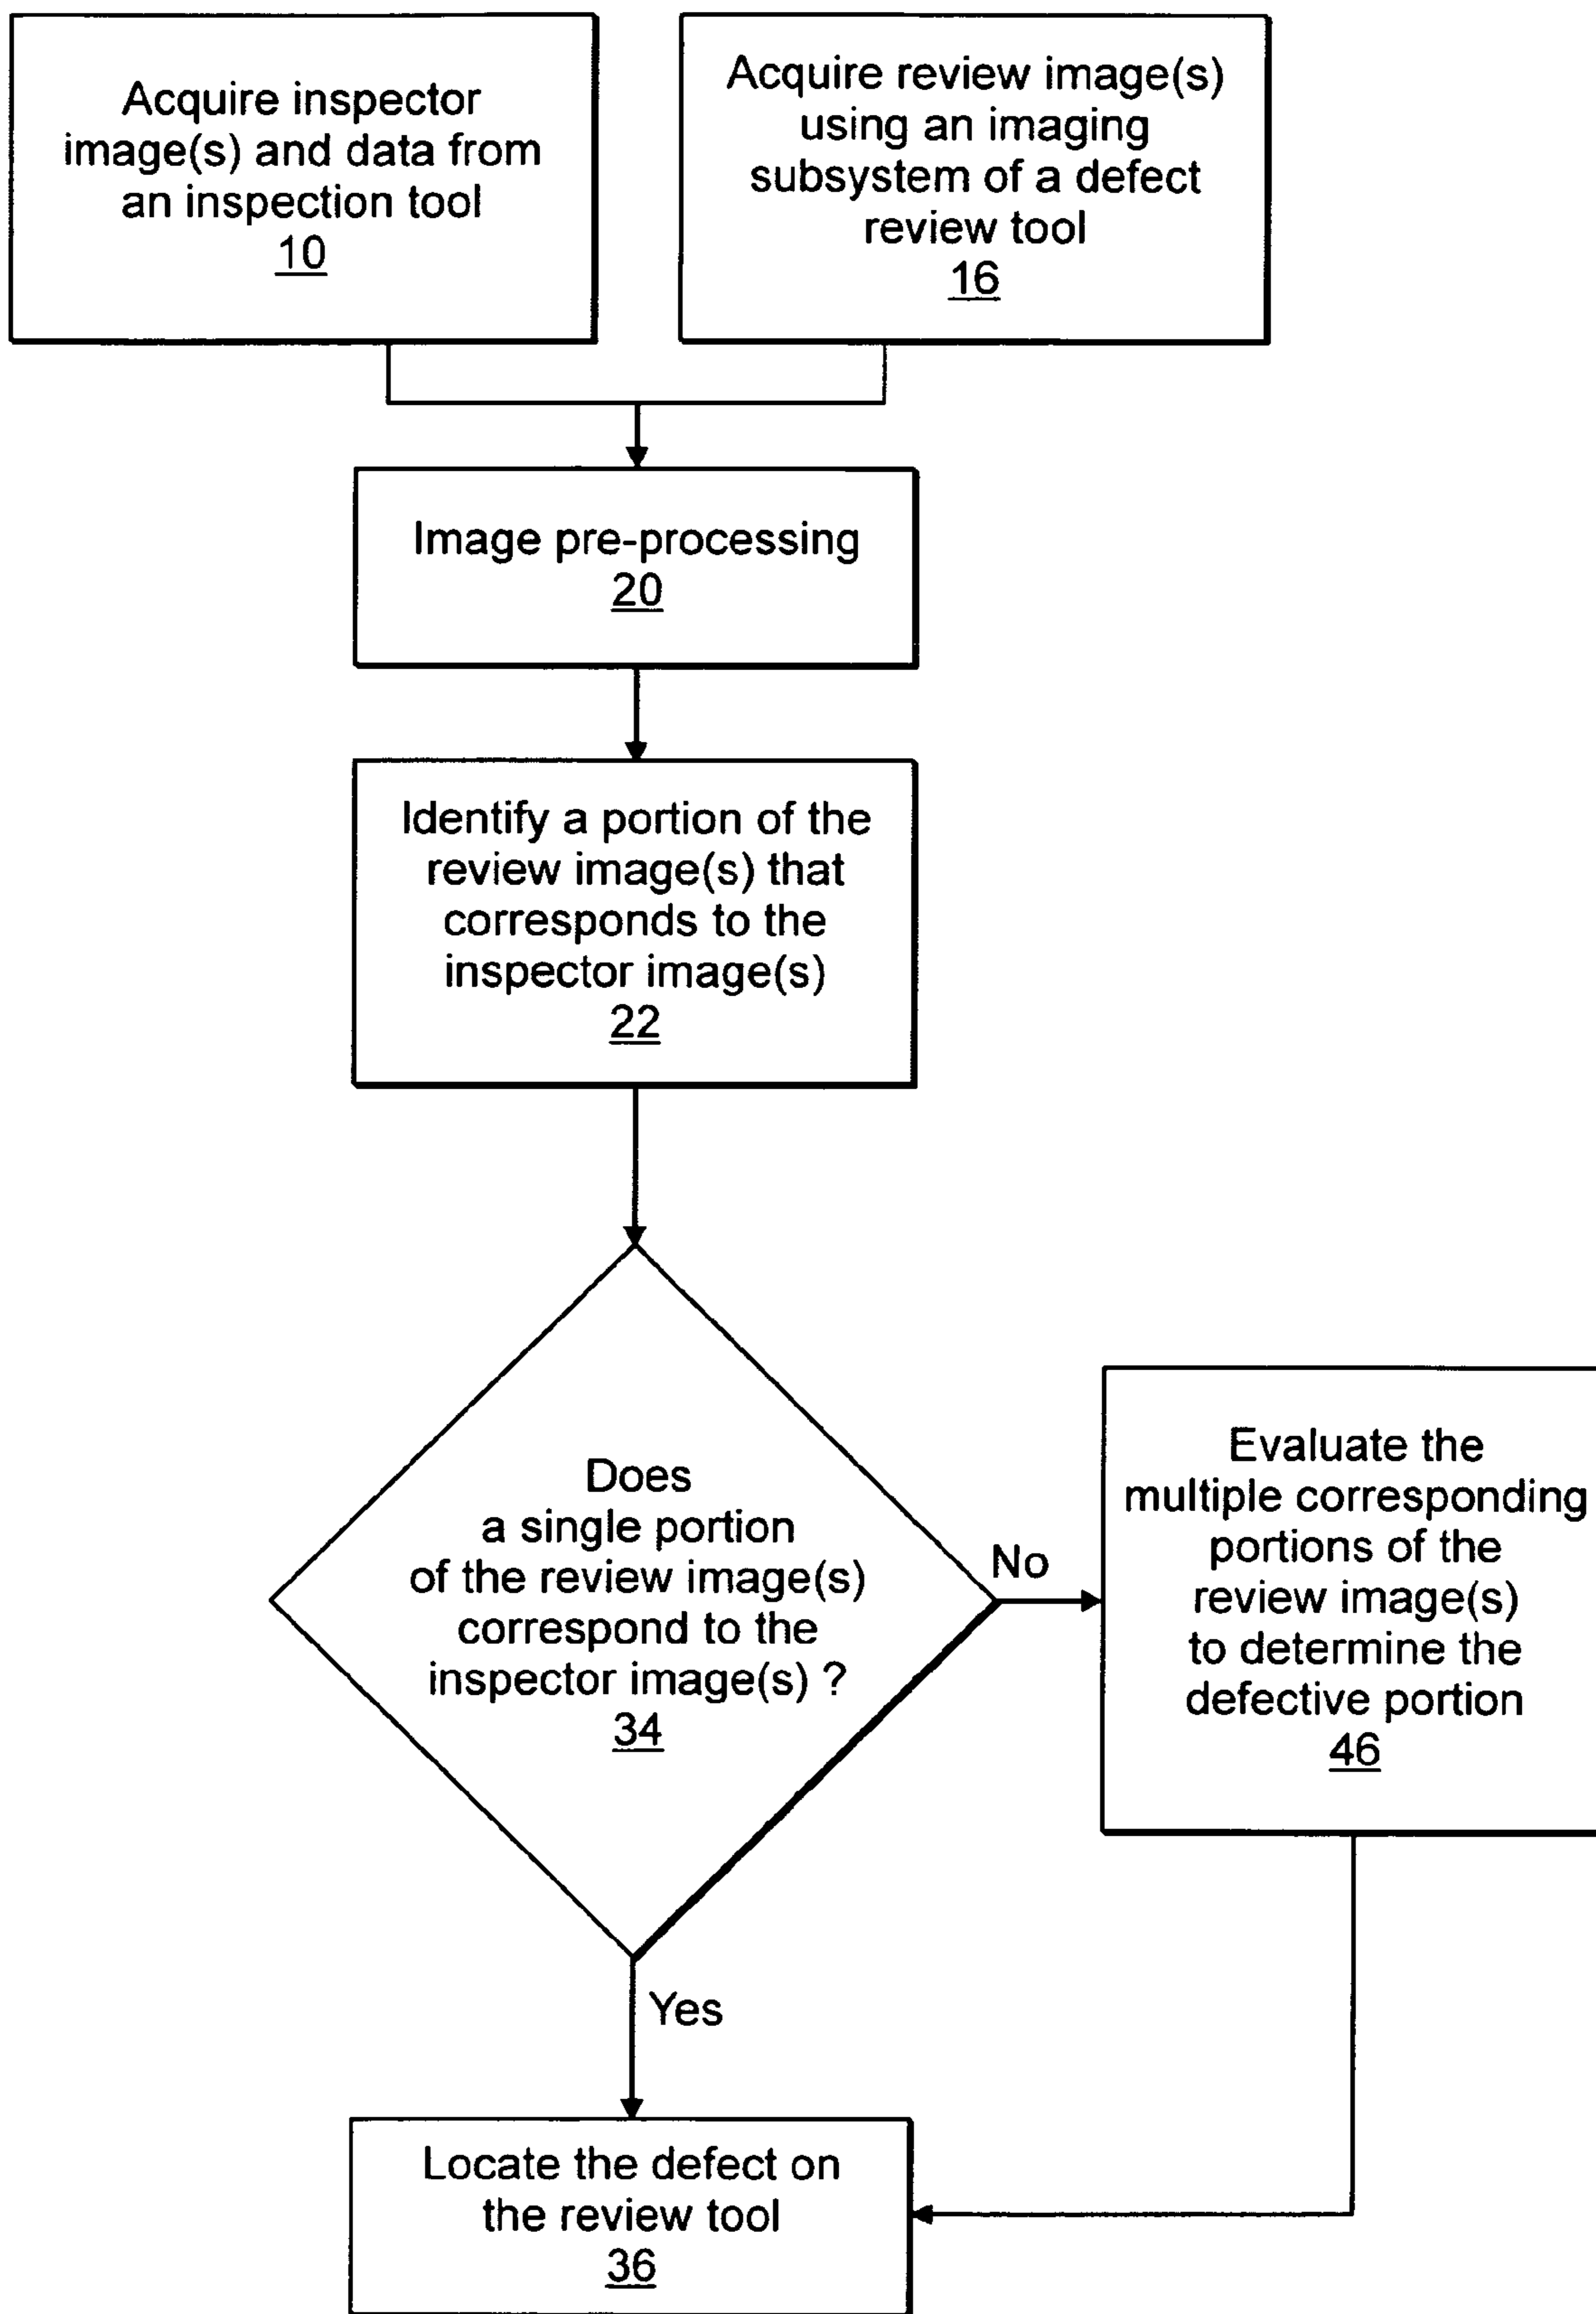 Acquire inspector
image(s) and data from
an inspection tool
10
Acquire review image(s)
using an imaging
subsystem of a defect
review tool
16
Image pre-processing
20
Identify a portion of the
review image(s) that
corresponds to the
inspector image(s)
22
Does
a single portion
of the review image(s)
correspond to the
inspector image(s) ?
34
No
Evaluate the
multiple corresponding
portions of the
review image(s)
to determine the
defective portion
46
Yes
Locate the defect on
the review tool
36